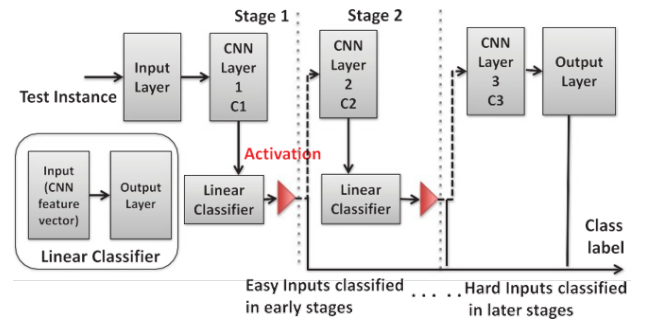 Stage 1
Stage 2
Test Instance
Input
Layer
CNN
Layer
1
C1
CNN
Layer
2
C2
CNN
Layer
3
C3
Output
Layer
Activation
Input
(CNN
feature
vector)
Output
Layer
Linear Classifier
Linear
Classifier
Linear
Classifier
Class
label
Easy Inputs classified
in early stages
. . . . .
Hard Inputs classified
in later stages